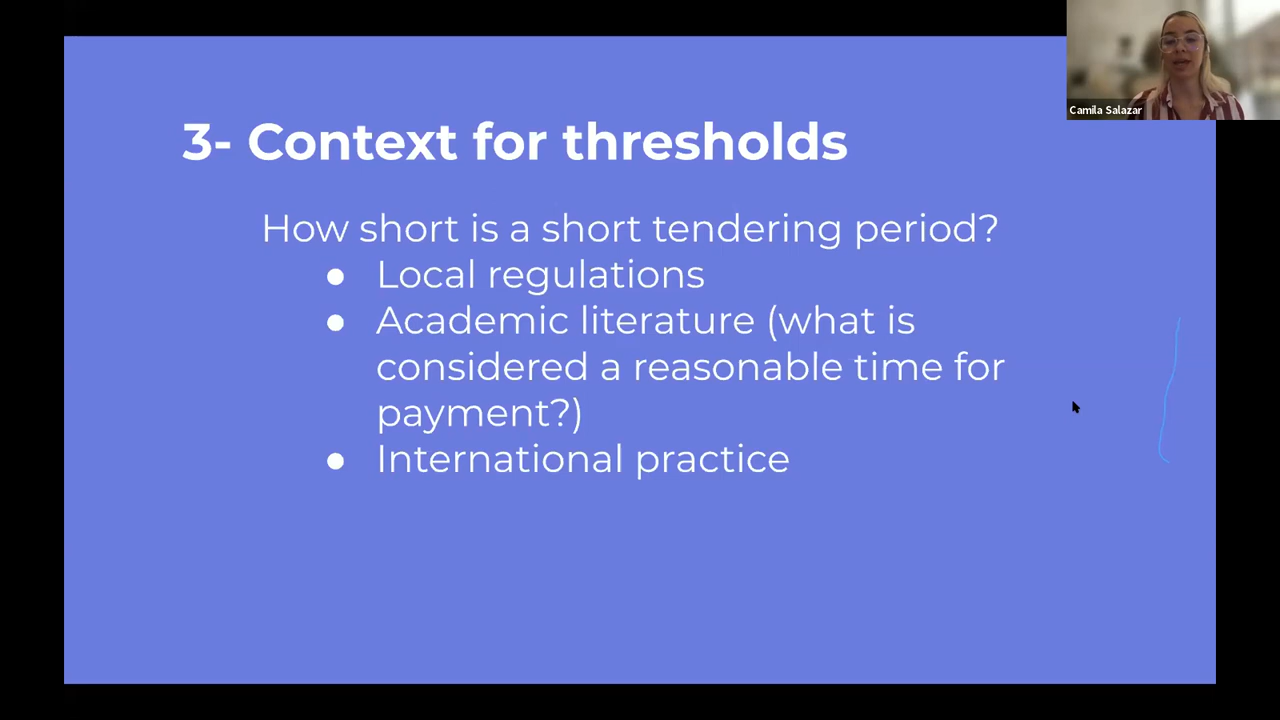 Camila Salazar
3- Context for thresholds
How short is a short tendering period?
● Local regulations
● Academic literature (what is
considered a reasonable time for
payment?)
● International practice